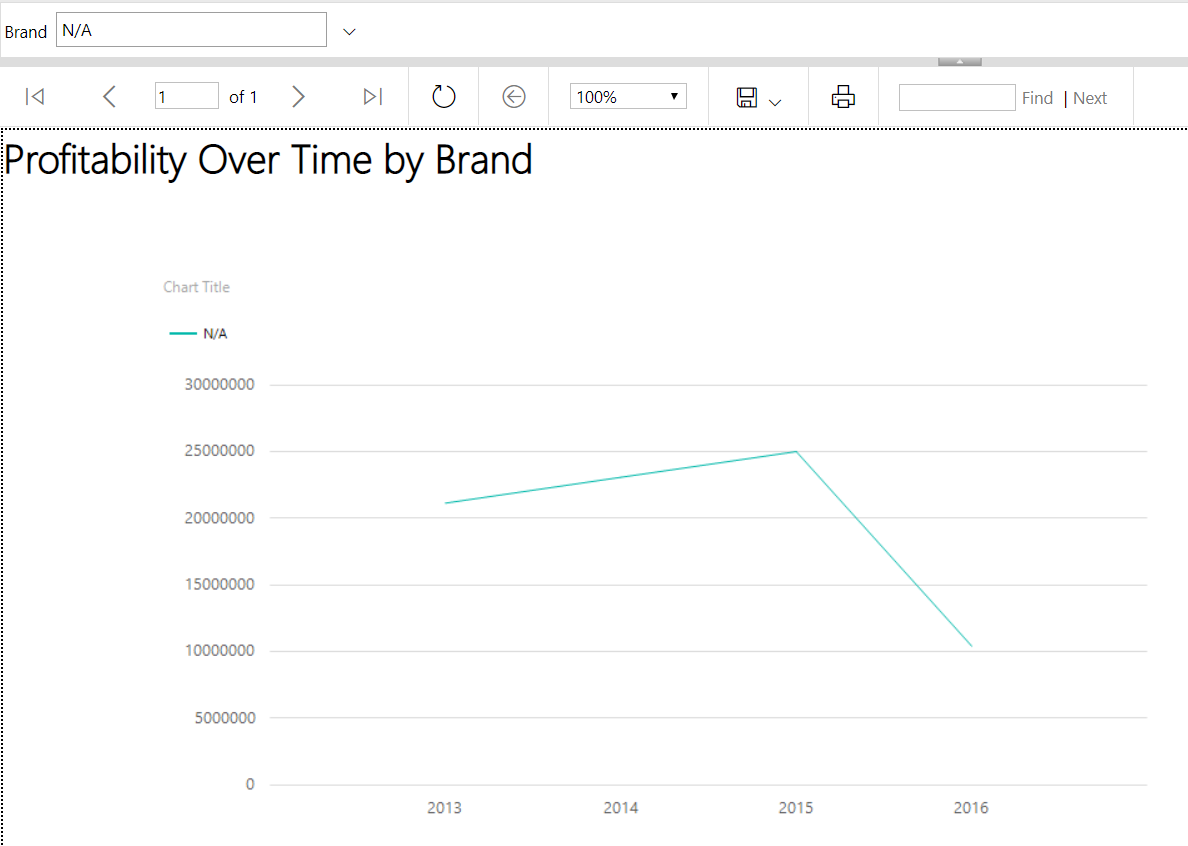 Brand N/A
1 of 1 100% Find | Next
Profitability Over Time by Brand
Chart Title
N/A
30000000
25000000
20000000
15000000
10000000
5000000
0
2013 2014 2015 2016